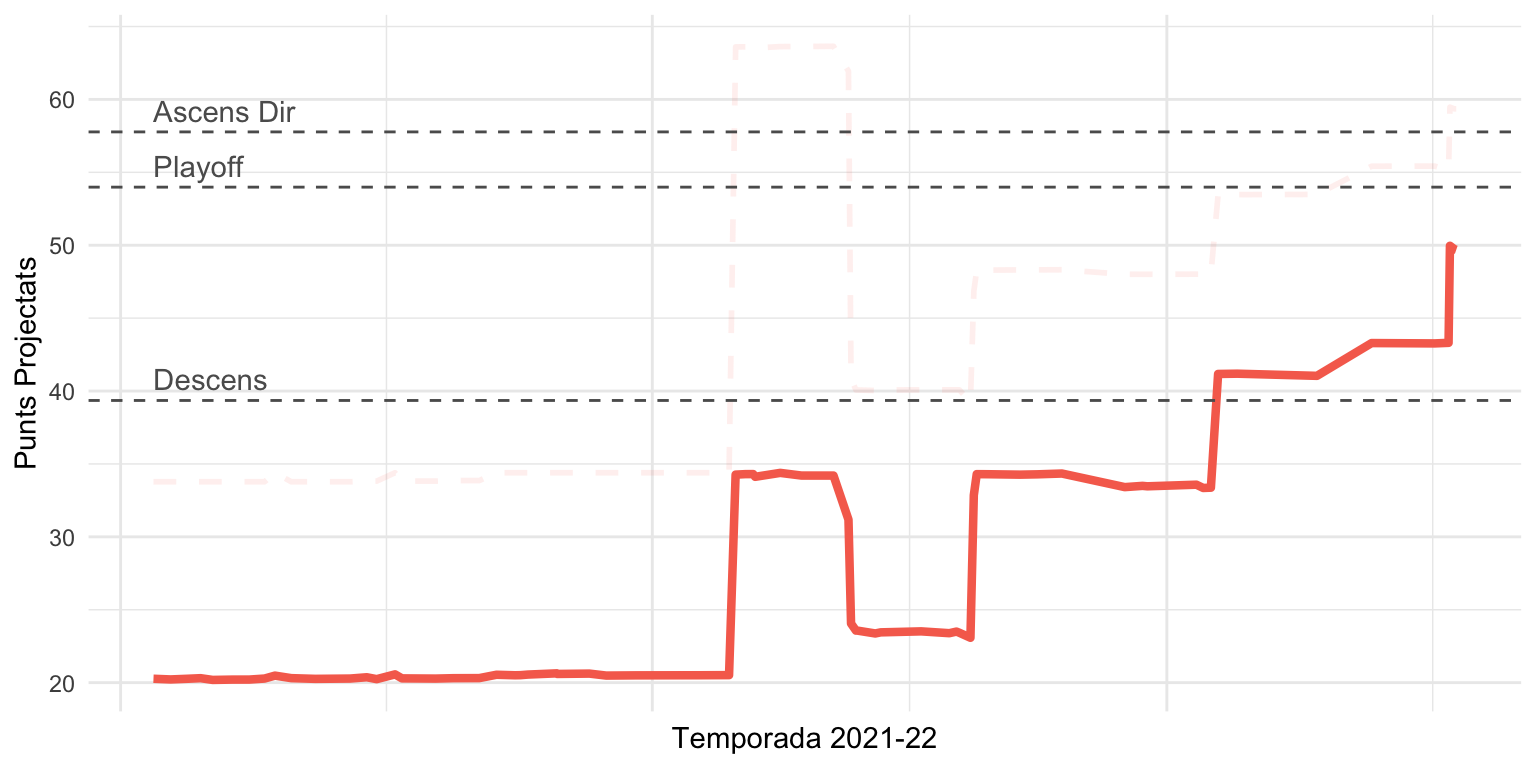 60
Ascens Dir
Playoff
50
40
Descens
30
20
Punts Projectats
Temporada 2021-22